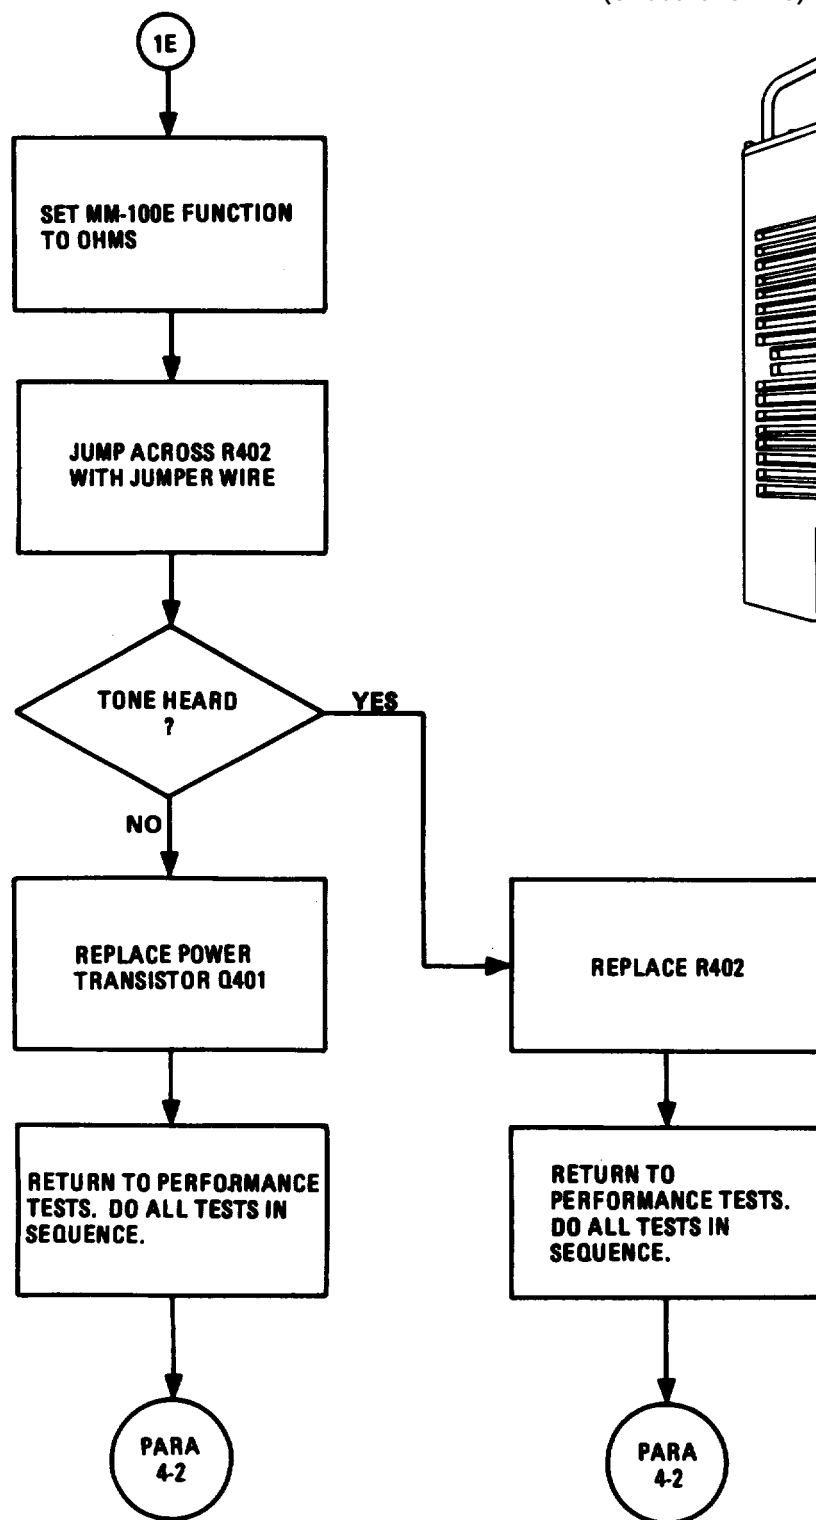 1E
SET MM-100E FUNCTION
TO OHMS
JUMP ACROSS R402
WITH JUMPER WIRE
TONE HEARD
?
YES
NO
REPLACE POWER
TRANSISTOR Q401
REPLACE R402
RETURN TO PERFORMANCE
TESTS. DO ALL TESTS IN
SEQUENCE.
RETURN TO
PERFORMANCE TESTS.
DO ALL TESTS IN
SEQUENCE.
PARA
4-2
PARA
4-2